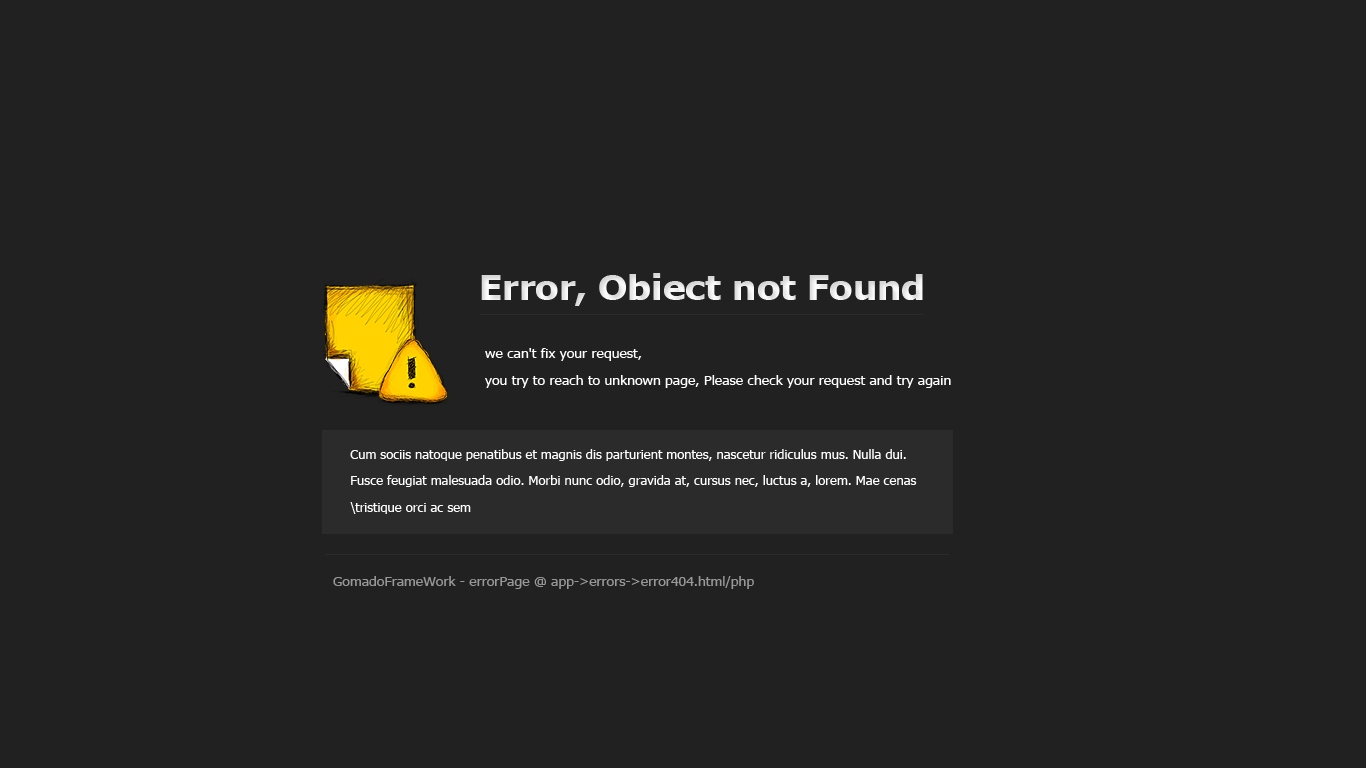 Error, Obiect not Found
we can't fix your request,
you try to reach to unknown page, Please check your request and try again
Cum sociis natoque penatibus et magnis dis parturient montes, nascetur ridiculus mus. Nulla dui.
Fusce feugiat malesuada odio. Morbi nunc odio, gravida at, cursus nec, luctus a, lorem. Mae cenas
\tristique orci ac sem
GomadoFrameWork - errorPage @ app->errors->error404.html/php